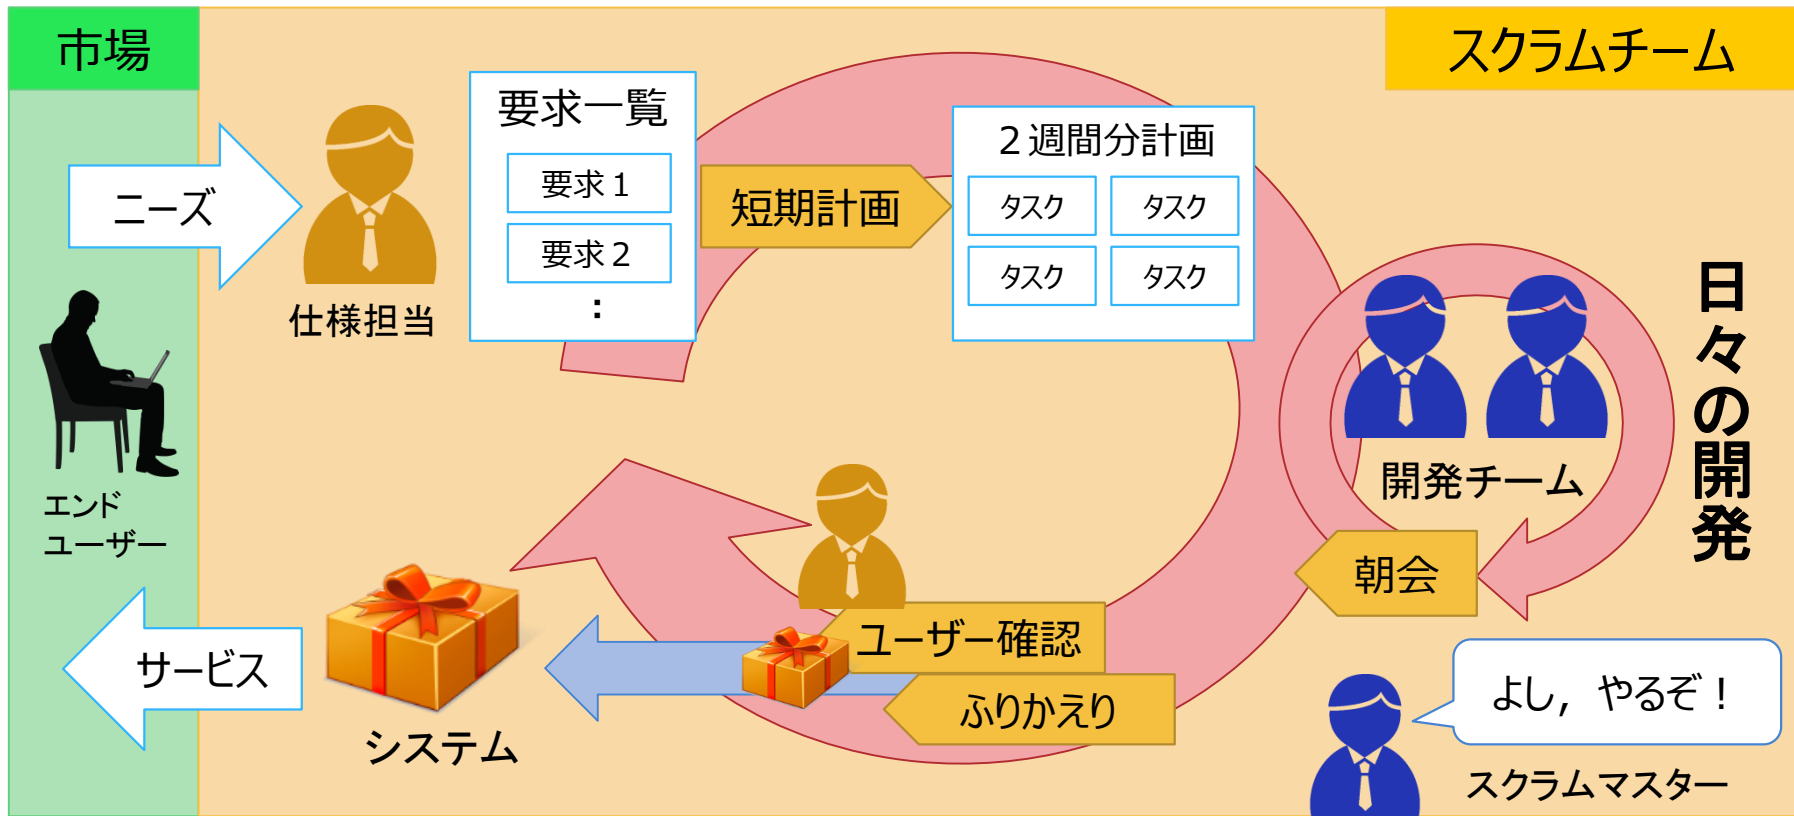 市場
スクラムチーム
ニーズ
仕様担当
要求一覧
要求1
要求2
：
短期計画
２週間分計画
タスク
タスク
タスク
タスク
日々の開発
開発チーム
朝会
エンド
ユーザー
ユーザー確認
ふりかえり
システム
サービス
よし，やるぞ！
スクラムマスター